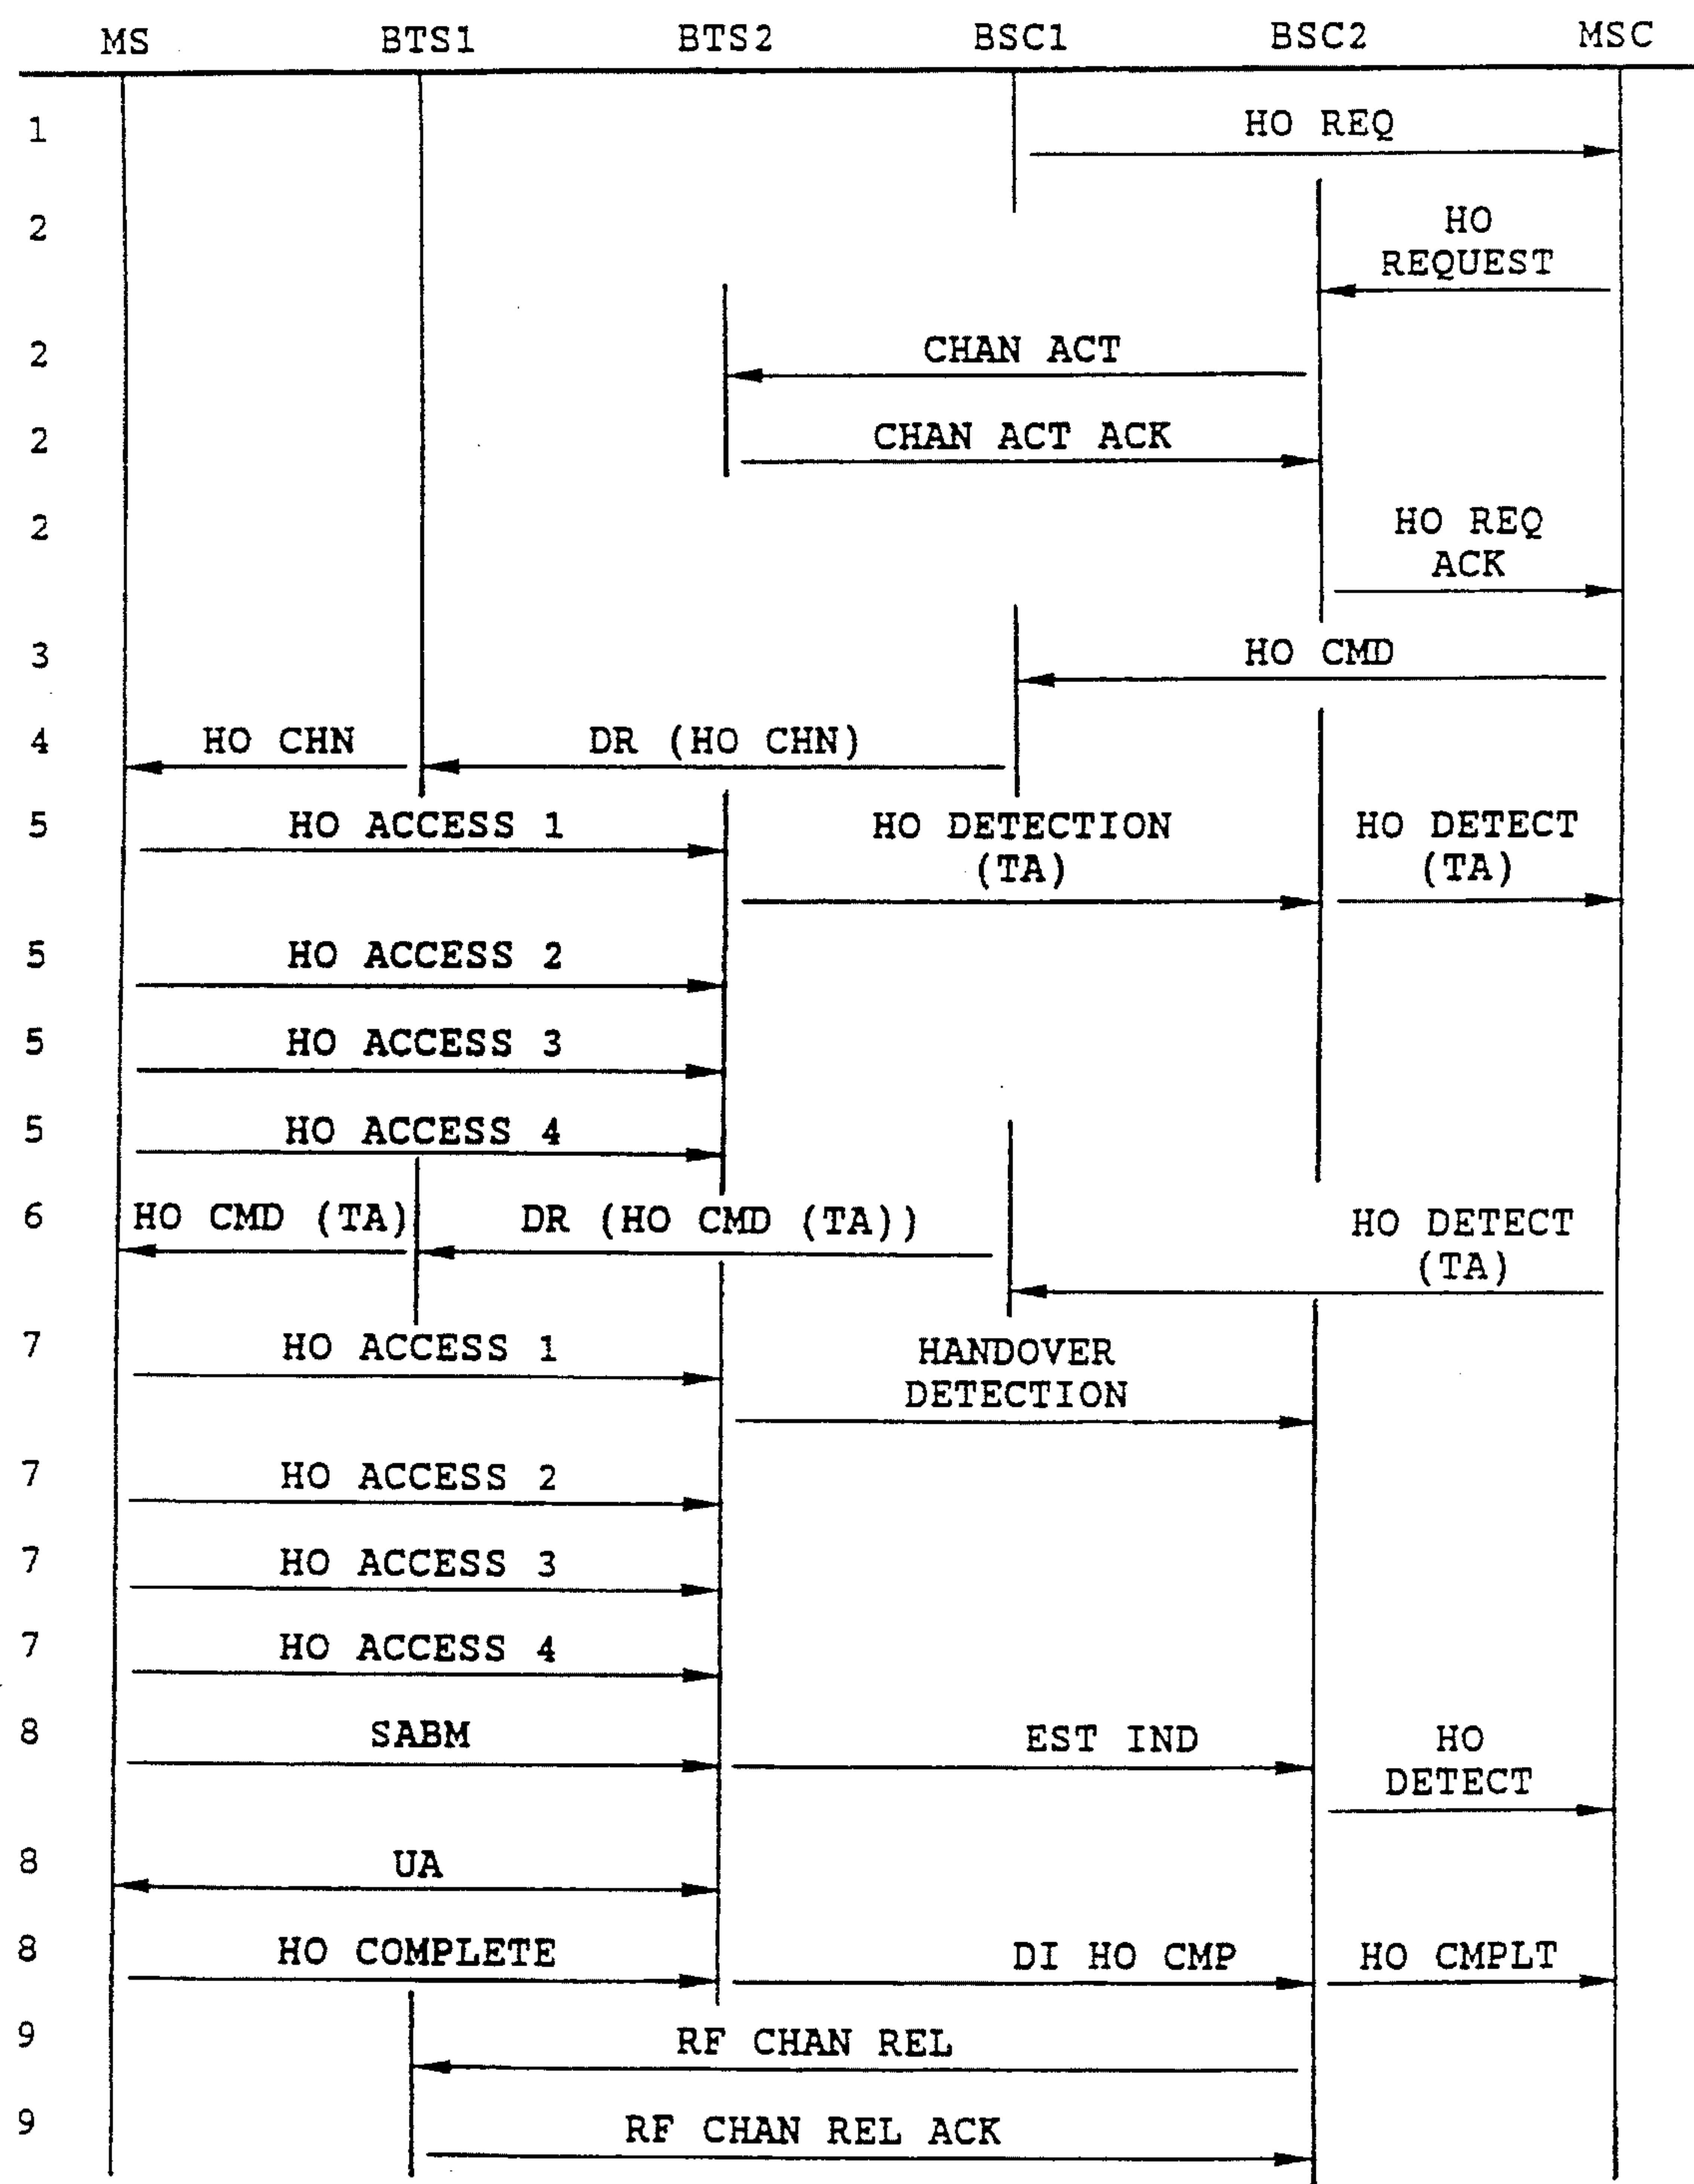 MS BTS1 BTS2 BSC1 BSC2 MSC
1 HO REQ
2 HO
REQUEST
2 CHAN ACT
2 CHAN ACT ACK
2 HO REQ
ACK
3 HO CMD
4 HO CHN DR (HO CHN)
5 HO ACCESS 1 HO DETECTION HO DETECT
(TA) (TA)
5 HO ACCESS 2
5 HO ACCESS 3
5 HO ACCESS 4
6 HO CMD (TA) DR (HO CMD (TA)) HO DETECT
(TA)
7 HO ACCESS 1 HANDOVER
DETECTION
7 HO ACCESS 2
7 HO ACCESS 3
7 HO ACCESS 4
8 SABM EST IND HO
DETECT
8 UA
8 HO COMPLETE DI HO CMP HO CMPLT
9 RF CHAN REL
9 RF CHAN REL ACK